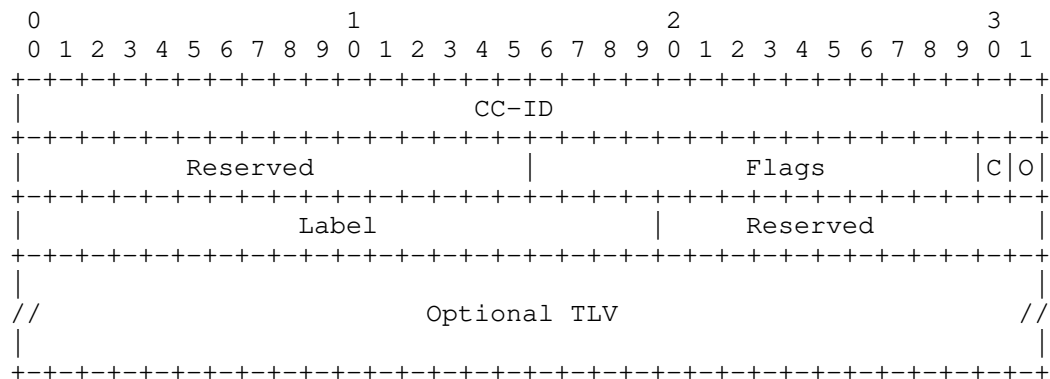 0                   1                   2                   3
 0 1 2 3 4 5 6 7 8 9 0 1 2 3 4 5 6 7 8 9 0 1 2 3 4 5 6 7 8 9 0 1
+-+-+-+-+-+-+-+-+-+-+-+-+-+-+-+-+-+-+-+-+-+-+-+-+-+-+-+-+-+-+-+-+
|                            CC-ID                              |
+-+-+-+-+-+-+-+-+-+-+-+-+-+-+-+-+-+-+-+-+-+-+-+-+-+-+-+-+-+-+-+-+
|          Reserved             |             Flags         |C|O|
+-+-+-+-+-+-+-+-+-+-+-+-+-+-+-+-+-+-+-+-+-+-+-+-+-+-+-+-+-+-+-+-+
|                 Label                 |     Reserved          |
+-+-+-+-+-+-+-+-+-+-+-+-+-+-+-+-+-+-+-+-+-+-+-+-+-+-+-+-+-+-+-+-+
|                                                               |
//                        Optional TLV                         //
|                                                               |
+-+-+-+-+-+-+-+-+-+-+-+-+-+-+-+-+-+-+-+-+-+-+-+-+-+-+-+-+-+-+-+-+